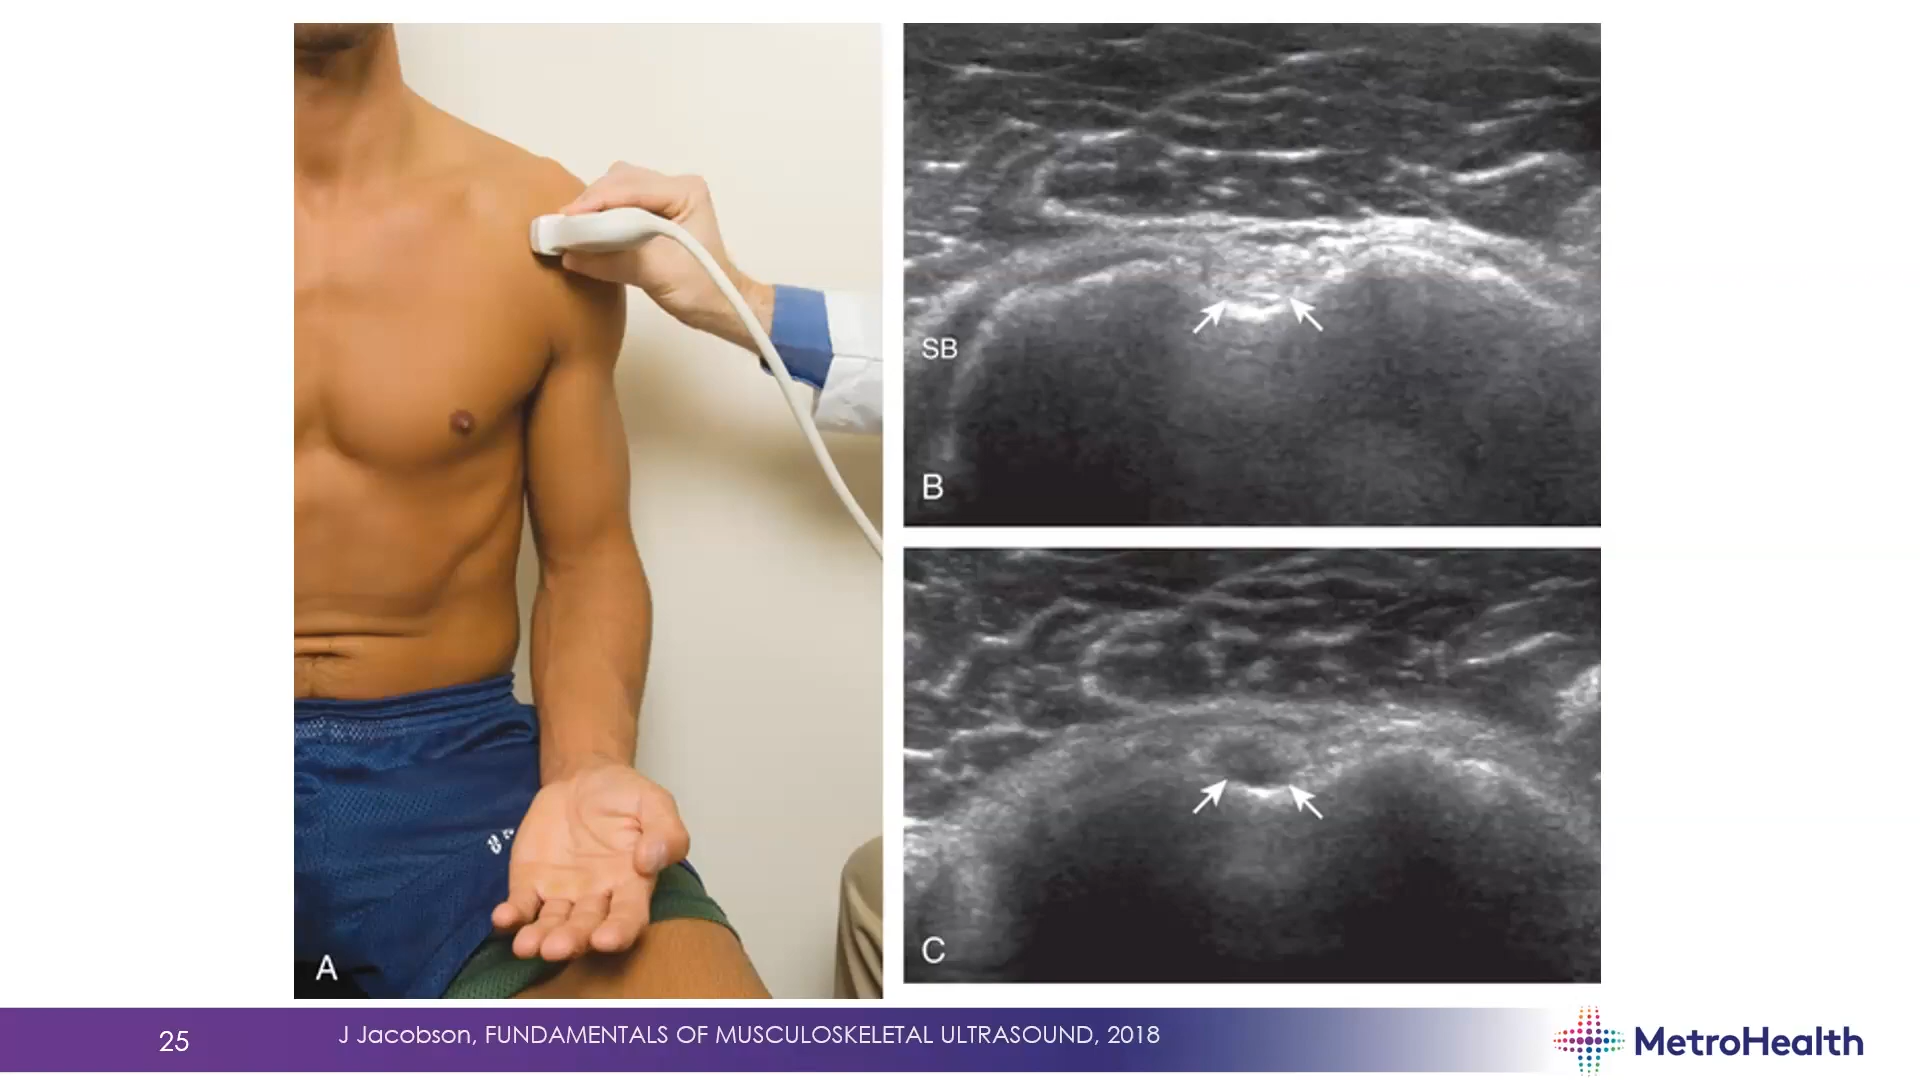 A
SB
B
C
25
J Jacobson, FUNDAMENTALS OF MUSCULOSKELETAL ULTRASOUND, 2018
MetroHealth